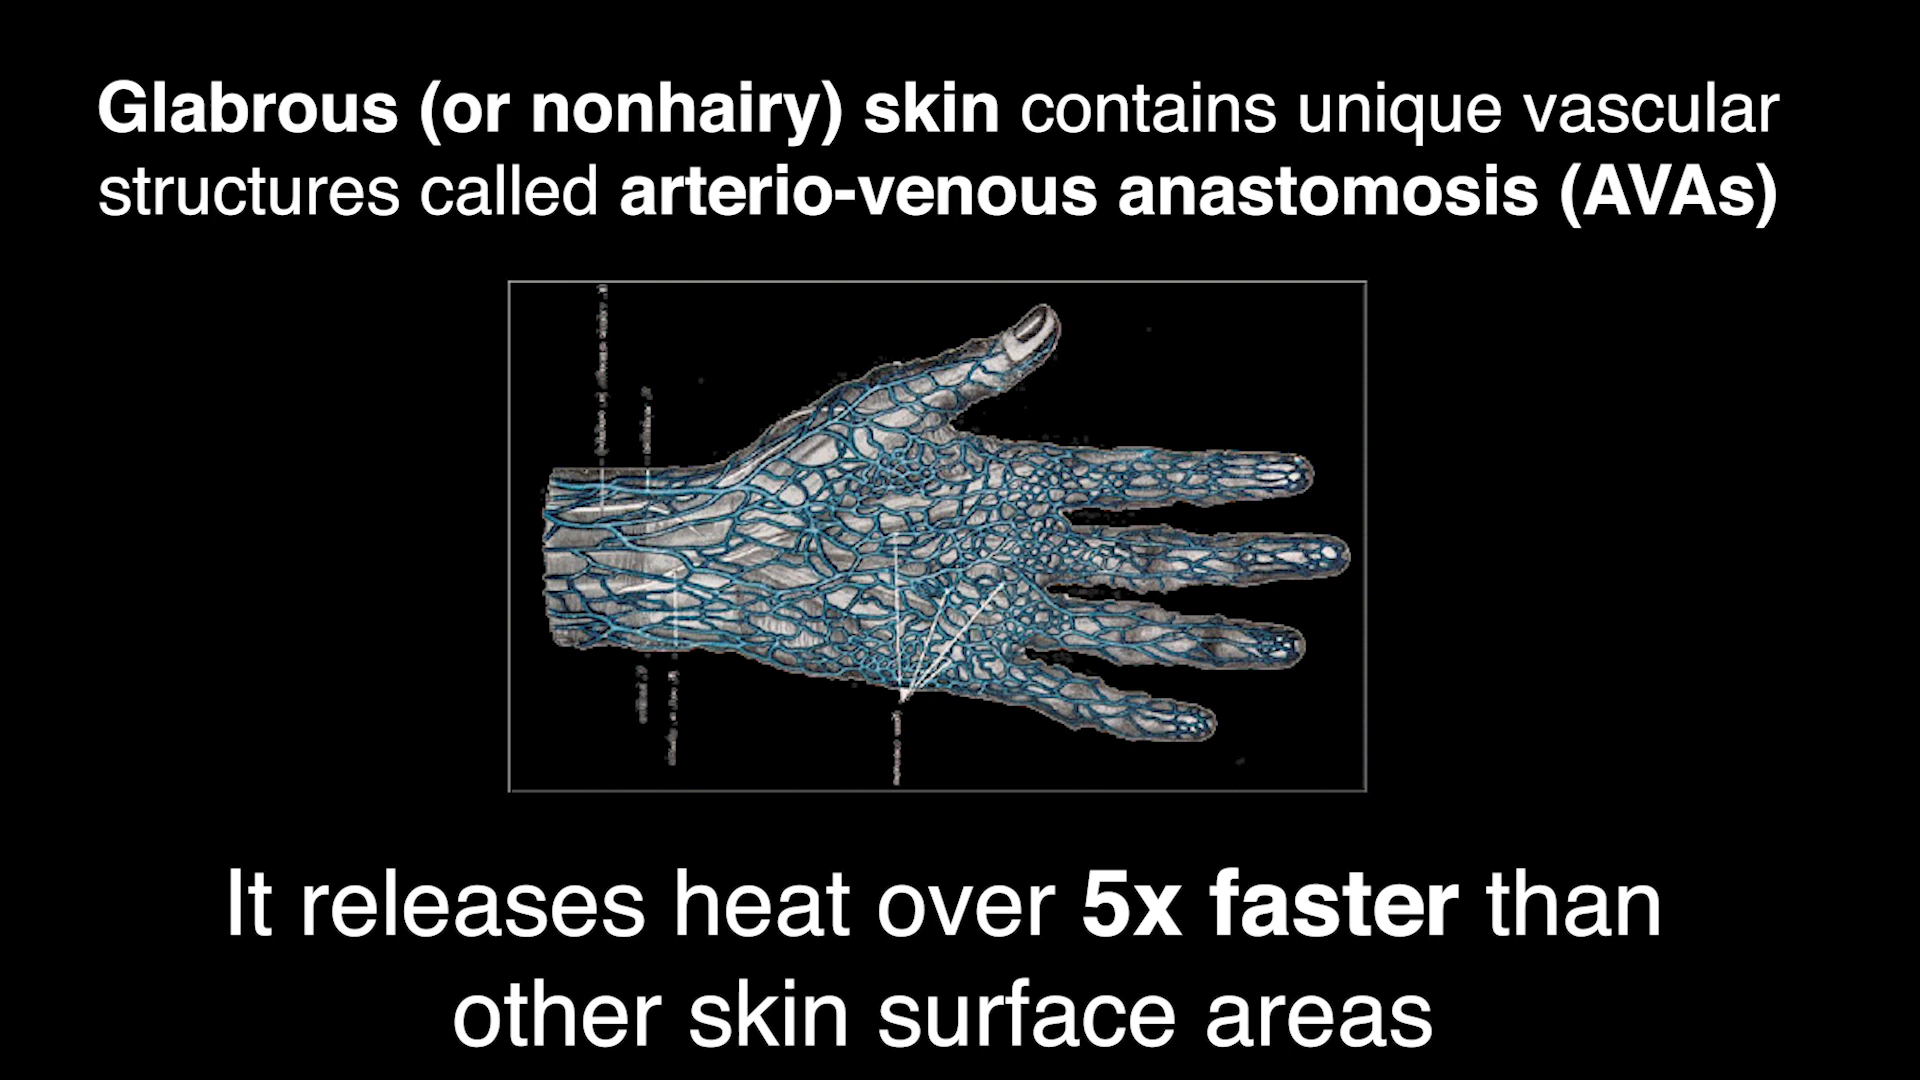 Glabrous (or nonhairy) skin contains unique vascular
structures called arterio-venous anastomosis (AVAs)
It releases heat over 5x faster than
other skin surface areas